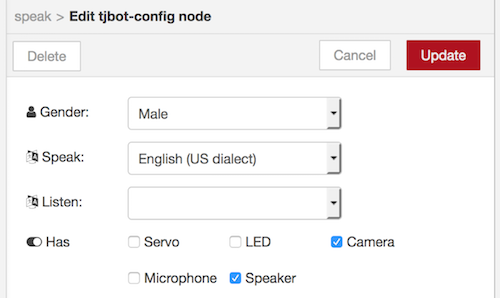 speak > Edit tjbot-config node
Delete Cancel Update
Gender: Male
Speak: English (US dialect)
Listen:
Has Servo LED Camera
Microphone Speaker